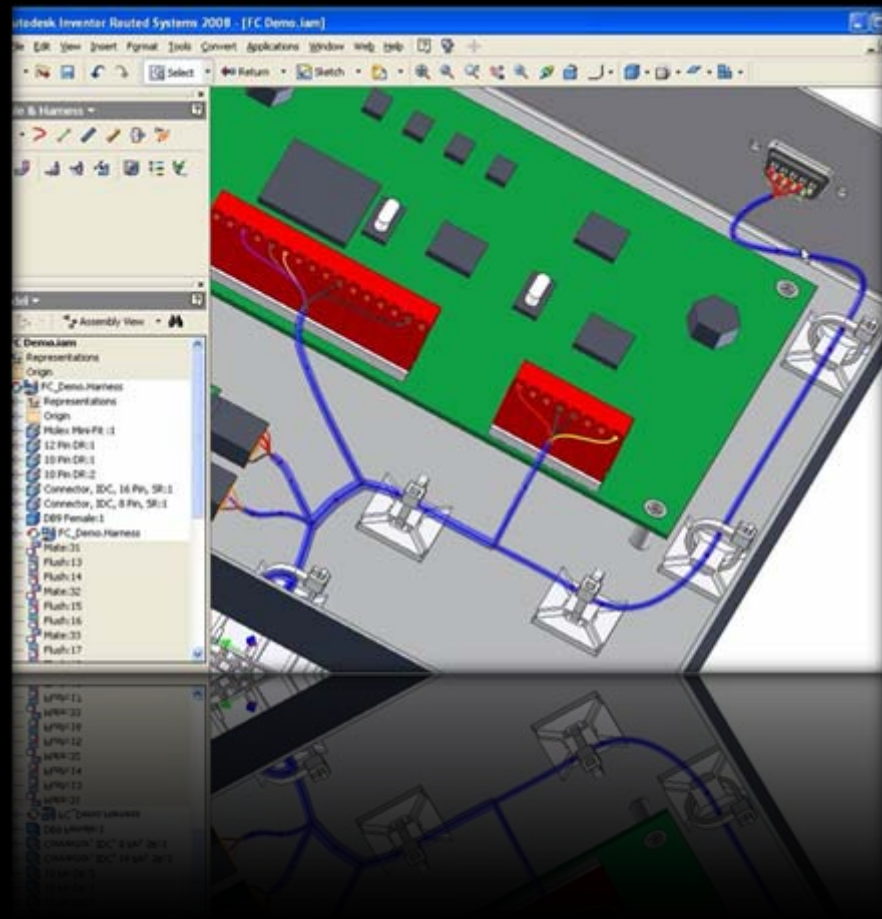 utodesk Inventor Routed Systems 2008 - [FC Demo.iam]
Edit View Insert Format Tools Convert Applications Window Web Help
Select Return Sketch
le & Harness
del
Assembly View
C Demo.iam
Representations
Origin
FC_Demo.Harness
Representations
Origin
Molex Mini-Fit :1
12 Pin DR:1
10 Pin DR:1
10 Pin DR:2
Connector, IDC, 16 Pin, SR:1
Connector, IDC, 8 Pin, SR:1
DB9 Female:1
FC_Demo.Harness
Mate:31
Flush:13
Flush:14
Mate:32
Flush:15
Flush:16
Mate:33
Flush:17